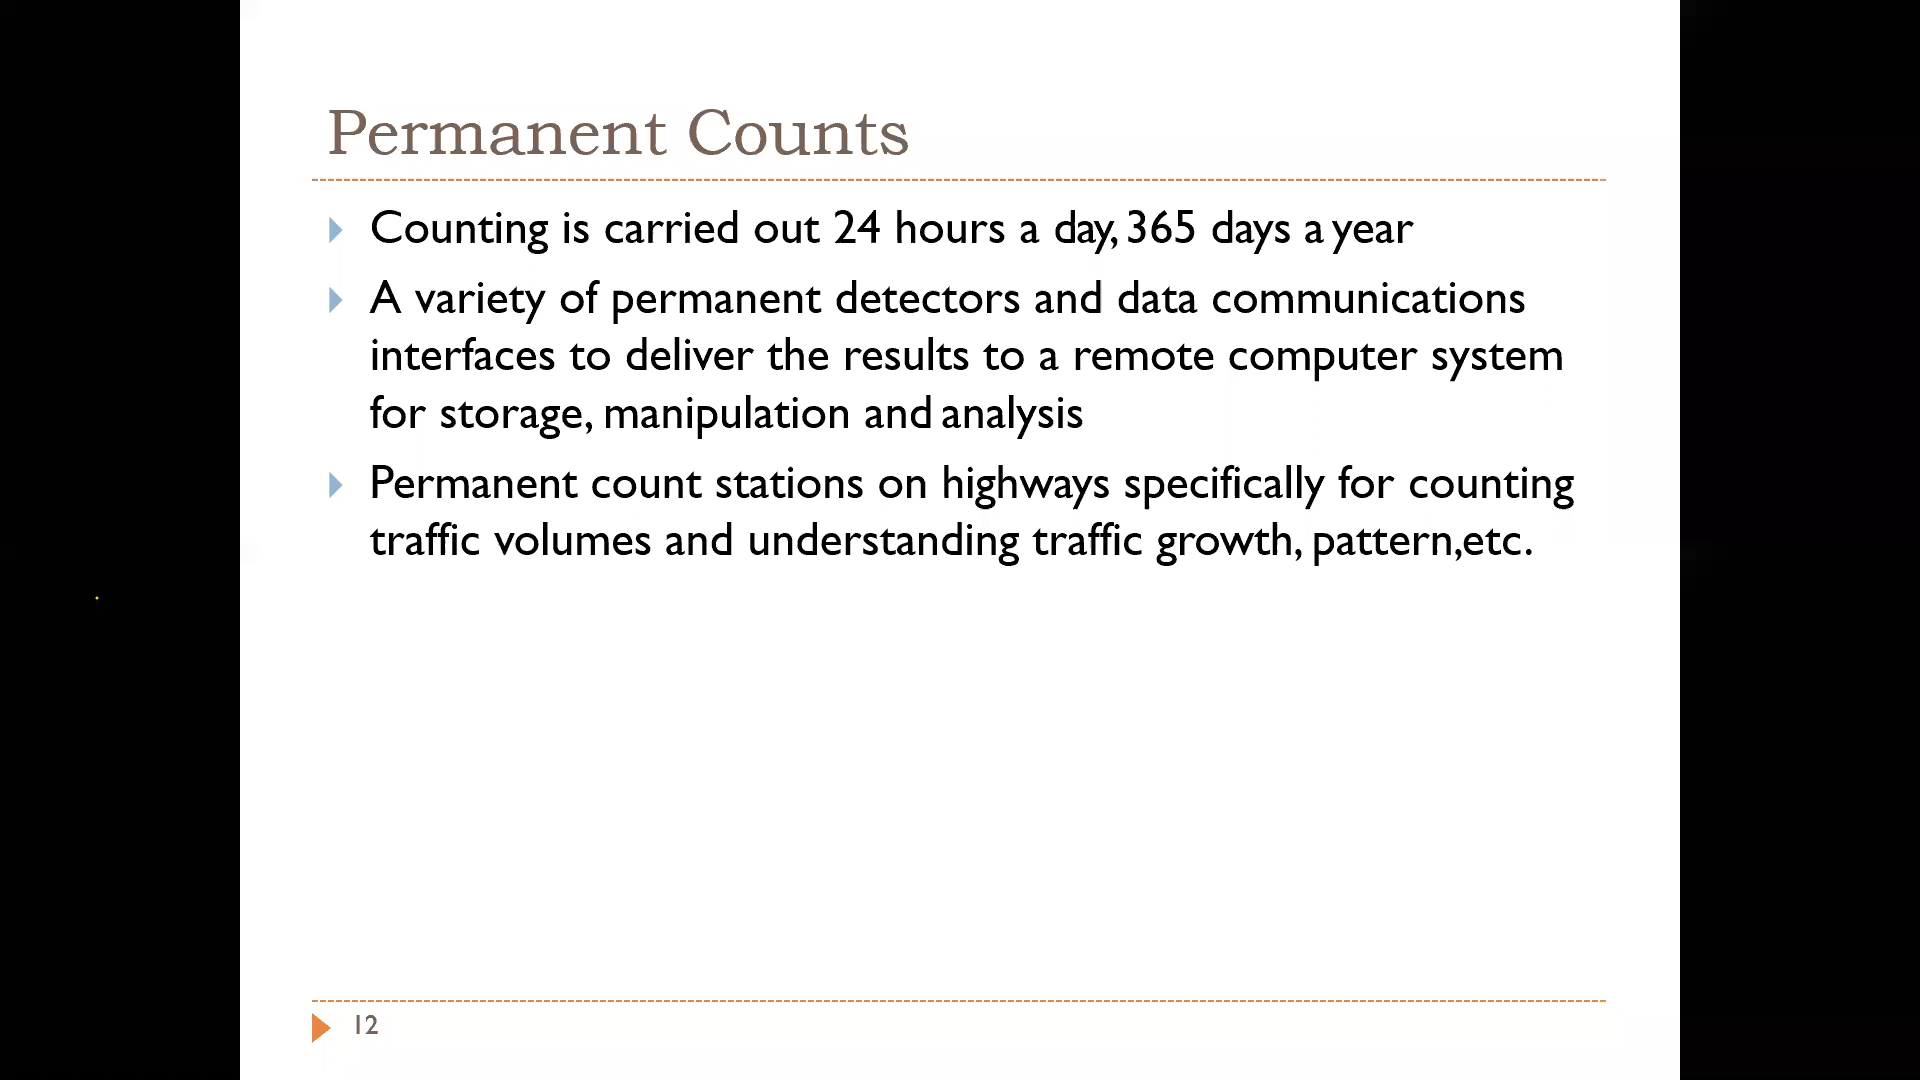 Permanent Counts
Counting is carried out 24 hours a day, 365 days a year
A variety of permanent detectors and data communications
interfaces to deliver the results to a remote computer system
for storage, manipulation and analysis
Permanent count stations on highways specifically for counting
traffic volumes and understanding traffic growth, pattern,etc.
12